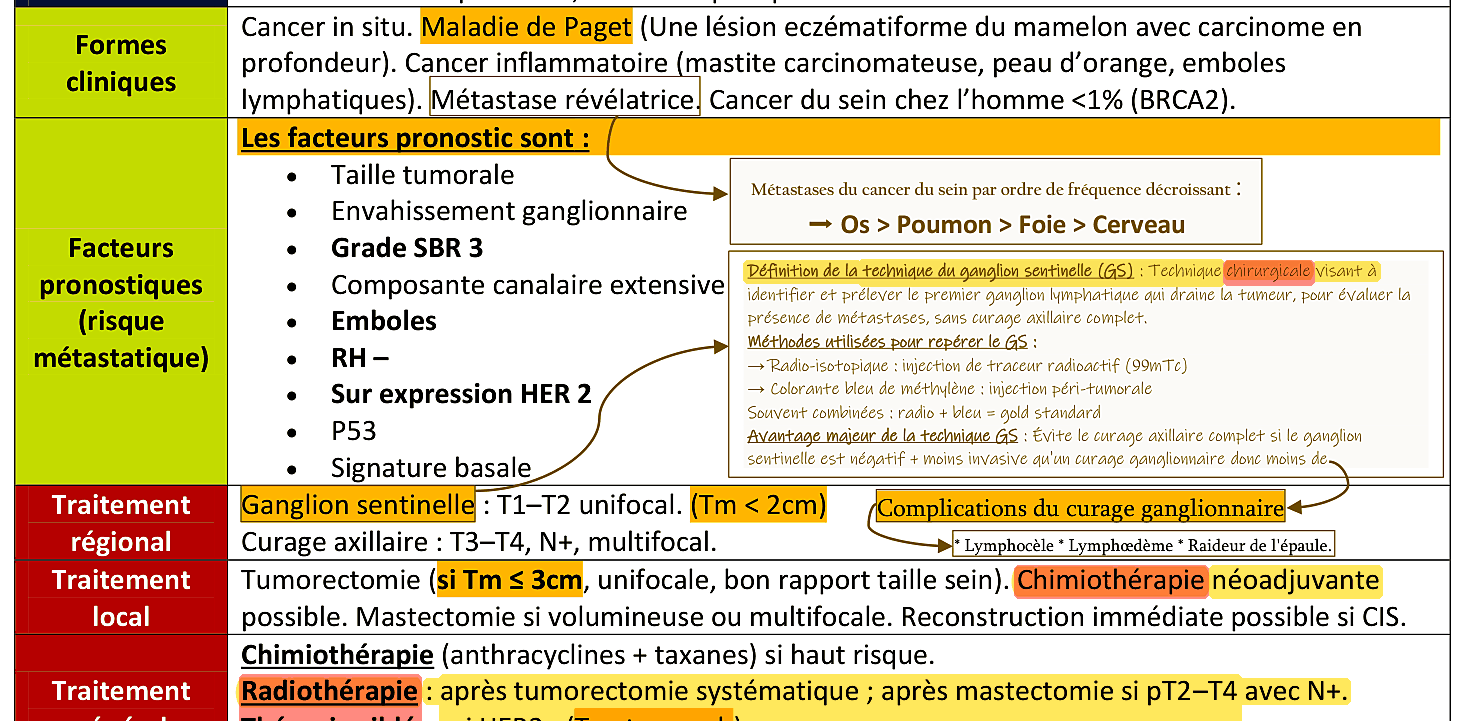 Formes
cliniques
Cancer in situ. Maladie de Paget (Une lésion eczématiforme du mamelon avec carcinome en
profondeur). Cancer inflammatoire (mastite carcinomateuse, peau d’orange, emboles
lymphatiques). Métastase révélatrice. Cancer du sein chez l’homme <1% (BRCA2).
Facteurs
pronostiques
(risque
métastatique)
Les facteurs pronostic sont :
• Taille tumorale
• Envahissement ganglionnaire
• Grade SBR 3
• Composante canalaire extensive
• Emboles
• RH –
• Sur expression HER 2
• P53
• Signature basale
Métastases du cancer du sein par ordre de fréquence décroissant :
➞ Os > Poumon > Foie > Cerveau
Définition de la technique du ganglion sentinelle (GS) : Technique chirurgicale visant à
identifier et prélever le premier ganglion lymphatique qui draine la tumeur, pour évaluer la
présence de métastases, sans curage axillaire complet.
Méthodes utilisées pour repérer le GS :
→ Radio-isotopique : injection de traceur radioactif (99mTc)
→ Colorante bleu de méthylène : injection péri-tumorale
Souvent combinées : radio + bleu = gold standard
Avantage majeur de la technique GS : Évite le curage axillaire complet si le ganglion
sentinelle est négatif + moins invasive qu'un curage ganglionnaire donc moins de
Traitement
régional
Ganglion sentinelle : T1–T2 unifocal. (Tm < 2cm)
Curage axillaire : T3–T4, N+, multifocal.
Complications du curage ganglionnaire
* Lymphocèle * Lymphœdème * Raideur de l'épaule.
Traitement
local
Tumorectomie (si Tm ≤ 3cm, unifocale, bon rapport taille sein). Chimiothérapie néoadjuvante
possible. Mastectomie si volumineuse ou multifocale. Reconstruction immédiate possible si CIS.
Traitement
Chimiothérapie (anthracyclines + taxanes) si haut risque.
Radiothérapie : après tumorectomie systématique ; après mastectomie si pT2–T4 avec N+.